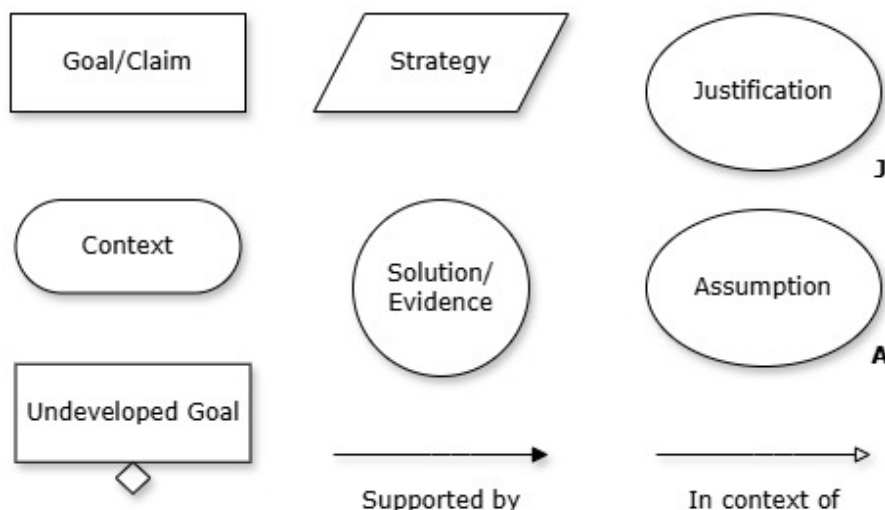 Goal/Claim
Strategy
Justification
J
Context
Solution/
Evidence
Assumption
A
Undeveloped Goal
Supported by
In context of